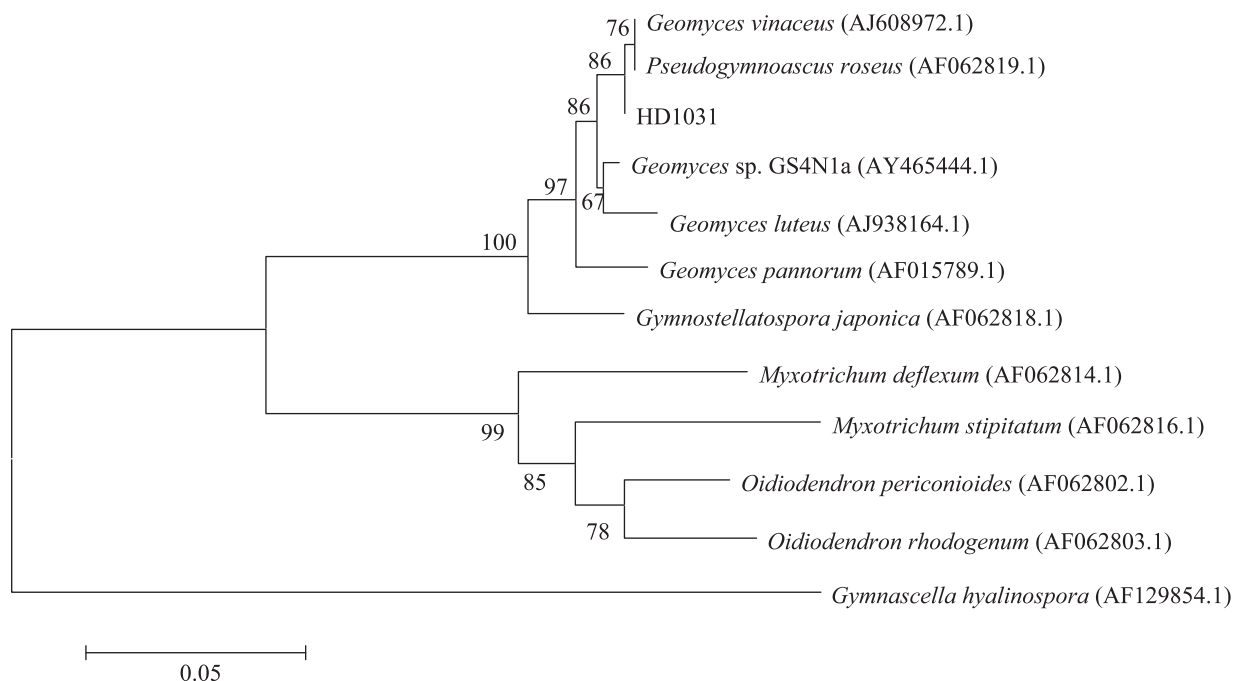 76 Geomyces vinaceus (AJ608972.1)
86 Pseudogymnoascus roseus (AF062819.1)
86 HD1031
Geomyces sp. GS4N1a (AY465444.1)
97 67
Geomyces luteus (AJ938164.1)
100
Geomyces pannorum (AF015789.1)
Gymnostellatospora japonica (AF062818.1)
Myxotrichum deflexum (AF062814.1)
99 Myxotrichum stipitatum (AF062816.1)
85 Oidiodendron periconioides (AF062802.1)
78 Oidiodendron rhodogenum (AF062803.1)
Gymnascella hyalinospora (AF129854.1)
0.05